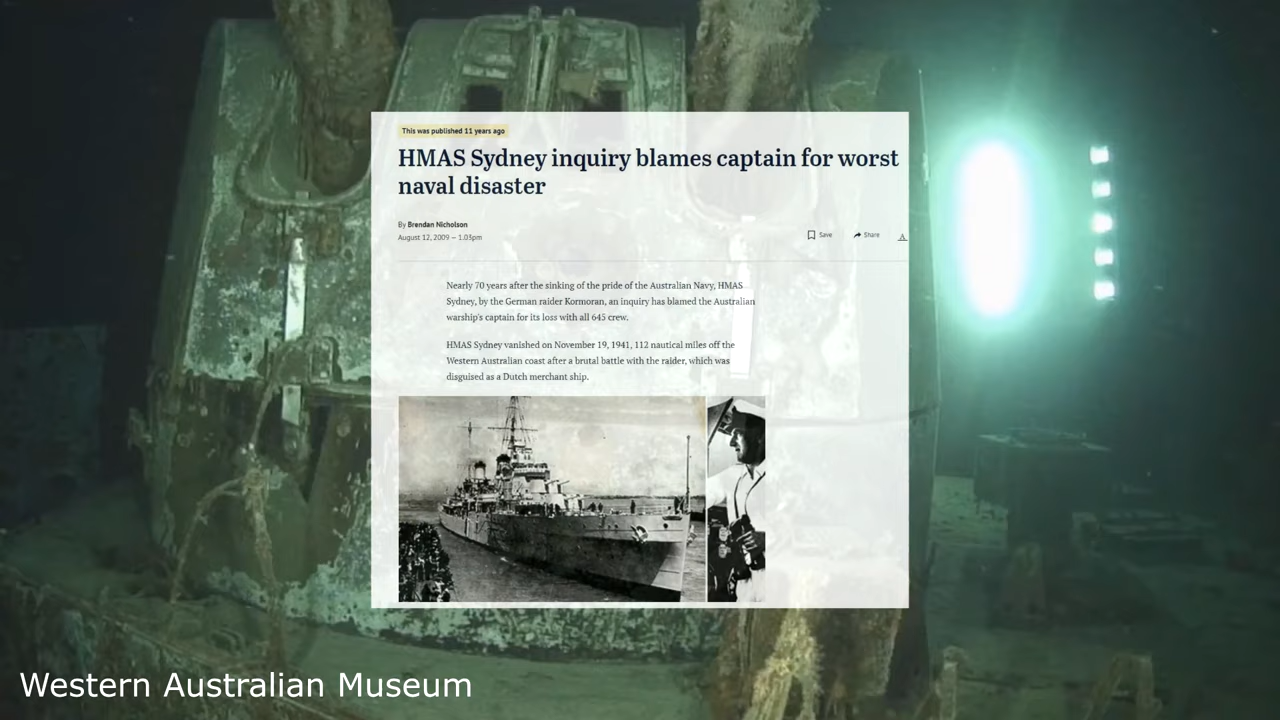 This was published 11 years ago
HMAS Sydney inquiry blames captain for worst
naval disaster
By Brendan Nicholson
August 12, 2009 — 1.03pm
Save
Share
A
Nearly 70 years after the sinking of the pride of the Australian Navy, HMAS
Sydney, by the German raider Kormoran, an inquiry has blamed the Australian
warship's captain for its loss with all 645 crew.
HMAS Sydney vanished on November 19, 1941, 112 nautical miles off the
Western Australian coast after a brutal battle with the raider, which was
disguised as a Dutch merchant ship.
Western Australian Museum